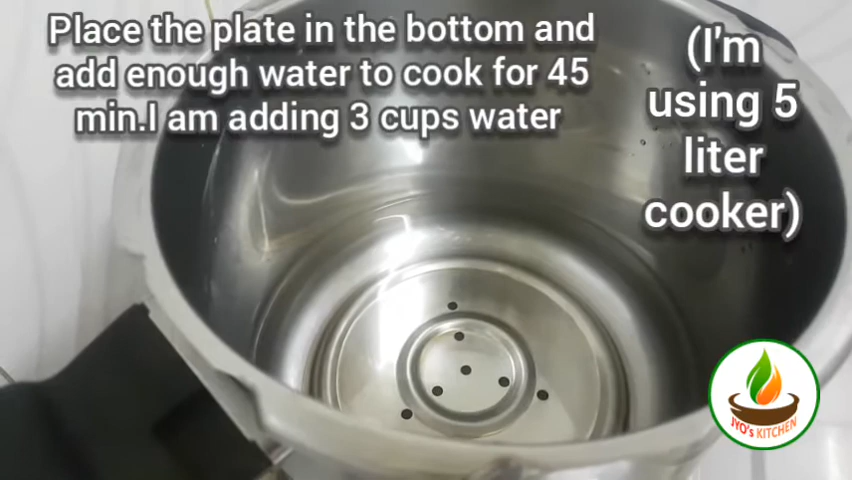 Place the plate in the bottom and
add enough water to cook for 45
min.I am adding 3 cups water
(I'm
using 5
liter
cooker)
JYO's KITCHEN